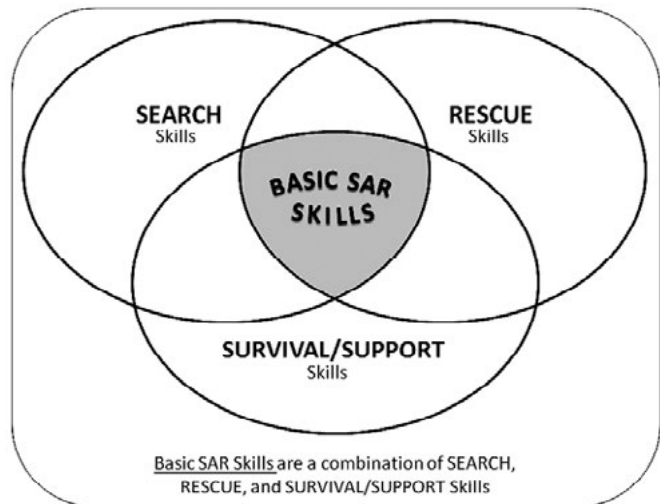 SEARCH
Skills
RESCUE
Skills
BASIC SAR
SKILLS
SURVIVAL/SUPPORT
Skills
Basic SAR Skills are a combination of SEARCH,
RESCUE, and SURVIVAL/SUPPORT Skills